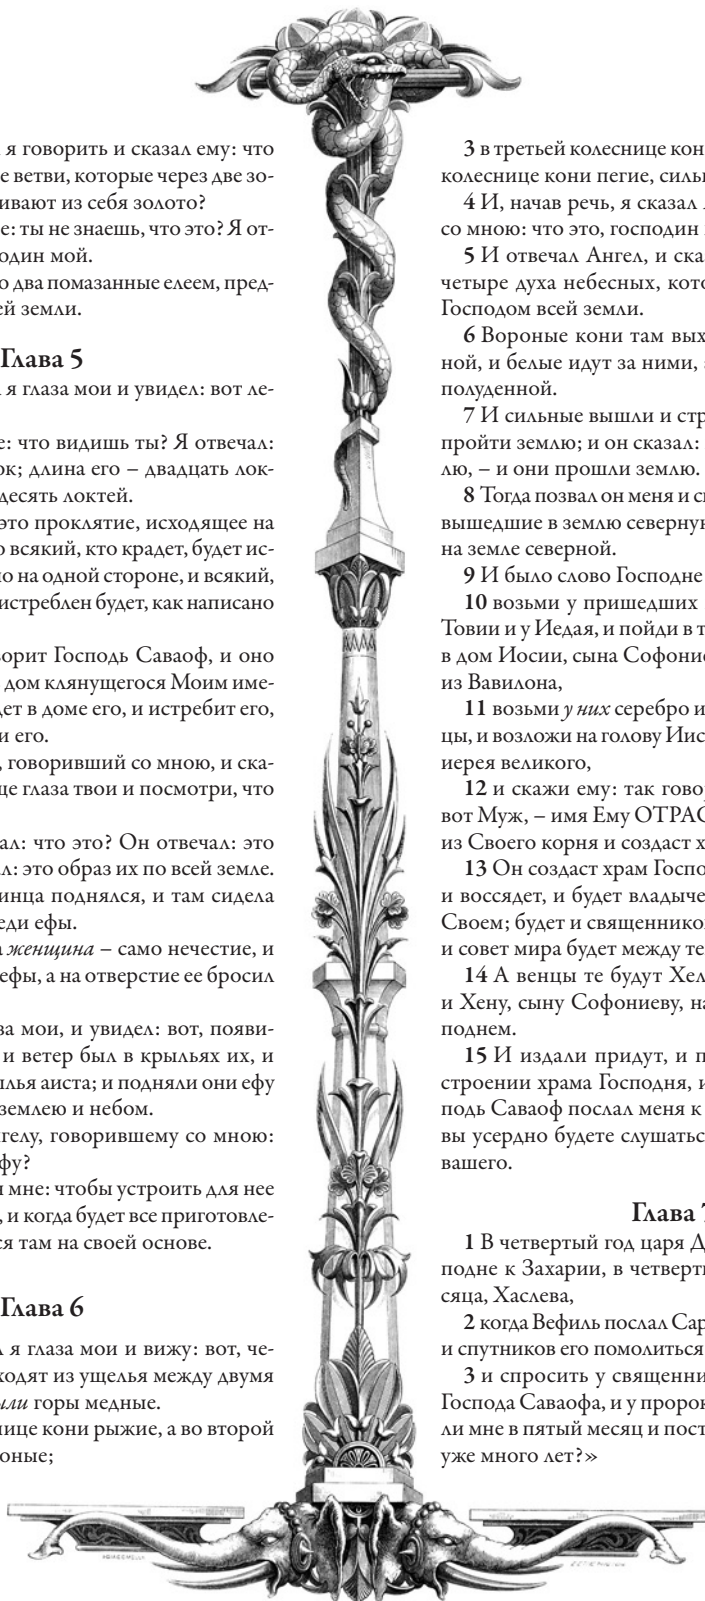 я говорить и сказал ему: что
е ветви, которые через две зо-
ивают из себя золото?
е: ты не знаешь, что это? Я от-
один мой.
о два помазанные елеем, пред-
ей земли.
Глава 5
я глаза мои и увидел: вот ле-
е: что видишь ты? Я отвечал:
ок; длина его – двадцать лок-
десять локтей.
это проклятие, исходящее на
о всякий, кто крадет, будет ис-
но на одной стороне, и всякий,
истреблен будет, как написано
ворит Господь Саваоф, и оно
дом клянущегося Моим име-
дет в доме его, и истребит его,
и его.
, говоривший со мною, и ска-
ще глаза твои и посмотри, что
ал: что это? Он отвечал: это
ал: это образ их по всей земле.
инца поднялся, и там сидела
еди ефы.
а женщина – само нечестие, и
ефы, а на отверстие ее бросил
за мои, и увидел: вот, появи-
и ветер был в крыльях их, и
ылья аиста; и подняли они ефу
землею и небом.
нгелу, говорившему со мною:
фу?
и мне: чтобы устроить для нее
, и когда будет все приготовле-
ся там на своей основе.
Глава 6
я глаза мои и вижу: вот, че-
ходят из ущелья между двумя
ыли горы медные.
нице кони рыжие, а во второй
оные;
3 в третьей колеснице кон
колеснице кони пегие, силь
4 И, начав речь, я сказал
со мною: что это, господин
5 И отвечал Ангел, и сказ
четыре духа небесных, кото
Господом всей земли.
6 Вороные кони там вых
ной, и белые идут за ними,
полуденной.
7 И сильные вышли и стр
пройти землю; и он сказал:
лю, – и они прошли землю.
8 Тогда позвал он меня и с
вышедшие в землю северную
на земле северной.
9 И было слово Господне
10 возьми у пришедших
Товии и у Иедая, и пойди в т
в дом Иосии, сына Софоние
из Вавилона,
11 возьми у них серебро и
цы, и возложи на голову Иис
иерея великого,
12 и скажи ему: так гово
вот Муж, – имя Ему ОТРАС
из Своего корня и создаст х
13 Он создаст храм Госпо
и воссядет, и будет владыче
Своем; будет и священником
и совет мира будет между те
14 А венцы те будут Хел
и Хену, сыну Софониеву, на
поднем.
15 И издали придут, и п
строении храма Господня, и
подь Саваоф послал меня к
вы усердно будете слушатьс
вашего.
Глава 7
1 В четвертый год царя Д
подне к Захарии, в четверт
сяца, Хаслева,
2 когда Вефиль послал Сар
и спутников его помолиться
3 и спросить у священни
Господа Саваофа, и у пророк
ли мне в пятый месяц и пост
уже много лет?»